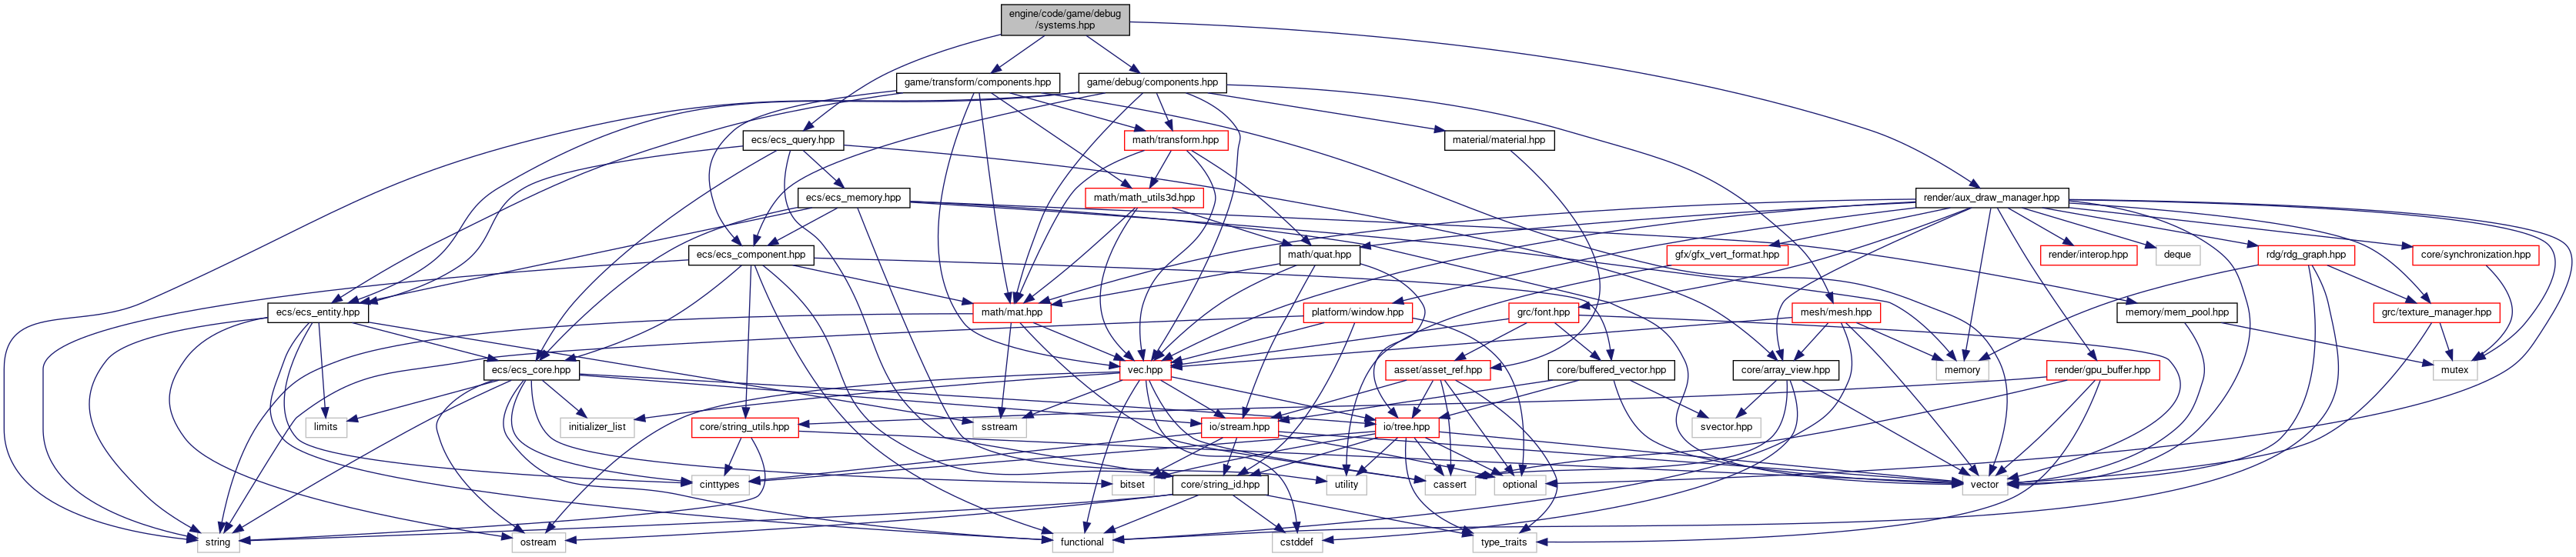 engine/code/game/debug
/systems.hpp
game/transform/components.hpp
game/debug/components.hpp
ecs/ecs_query.hpp
math/transform.hpp
material/material.hpp
ecs/ecs_memory.hpp
math/math_utils3d.hpp
render/aux_draw_manager.hpp
ecs/ecs_component.hpp
math/quat.hpp
gfx/gfx_vert_format.hpp
render/interop.hpp
deque
rdg/rdg_graph.hpp
core/synchronization.hpp
ecs/ecs_entity.hpp
math/mat.hpp
platform/window.hpp
grc/font.hpp
mesh/mesh.hpp
memory/mem_pool.hpp
grc/texture_manager.hpp
ecs/ecs_core.hpp
vec.hpp
asset/asset_ref.hpp
core/buffered_vector.hpp
core/array_view.hpp
memory
render/gpu_buffer.hpp
mutex
limits
initializer_list
core/string_utils.hpp
sstream
io/stream.hpp
io/tree.hpp
svector.hpp
cinttypes
bitset
core/string_id.hpp
utility
cassert
optional
vector
string
ostream
functional
cstddef
type_traits